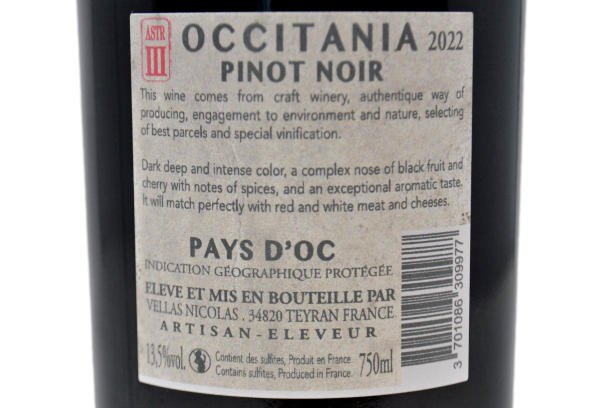 ASTR
III
OCCITANIA 2022
PINOT NOIR
This wine comes from craft winery, authentique way of
producing, engagement to environment and nature, selecting
of best parcels and special vinification.
Dark deep and intense color, a complex nose of black fruit and
cherry with notes of spices, and an exceptional aromatic taste.
It will match perfectly with red and white meat and cheeses.
PAYS D'OC
INDICATION GÉOGRAPHIQUE PROTÉGÉE
ELEVE ET MIS EN BOUTEILLE PAR
VELLAS NICOLAS . 34820 TEYRAN FRANCE
ARTISAN-ELEVEUR
13,5%vol.
Contient des sulfites, Produit en France
Contains sulfites, Produced in France.
750ml
3 701086 309977